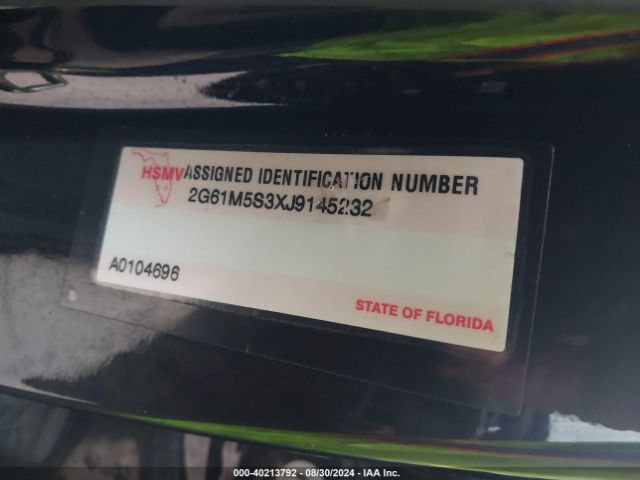 HSMV ASSIGNED IDENTIFICATION NUMBER
2G61M5S3XJ9145232
A0104696
STATE OF FLORIDA
000-40213792 - 08/30/2024 - IAA Inc.